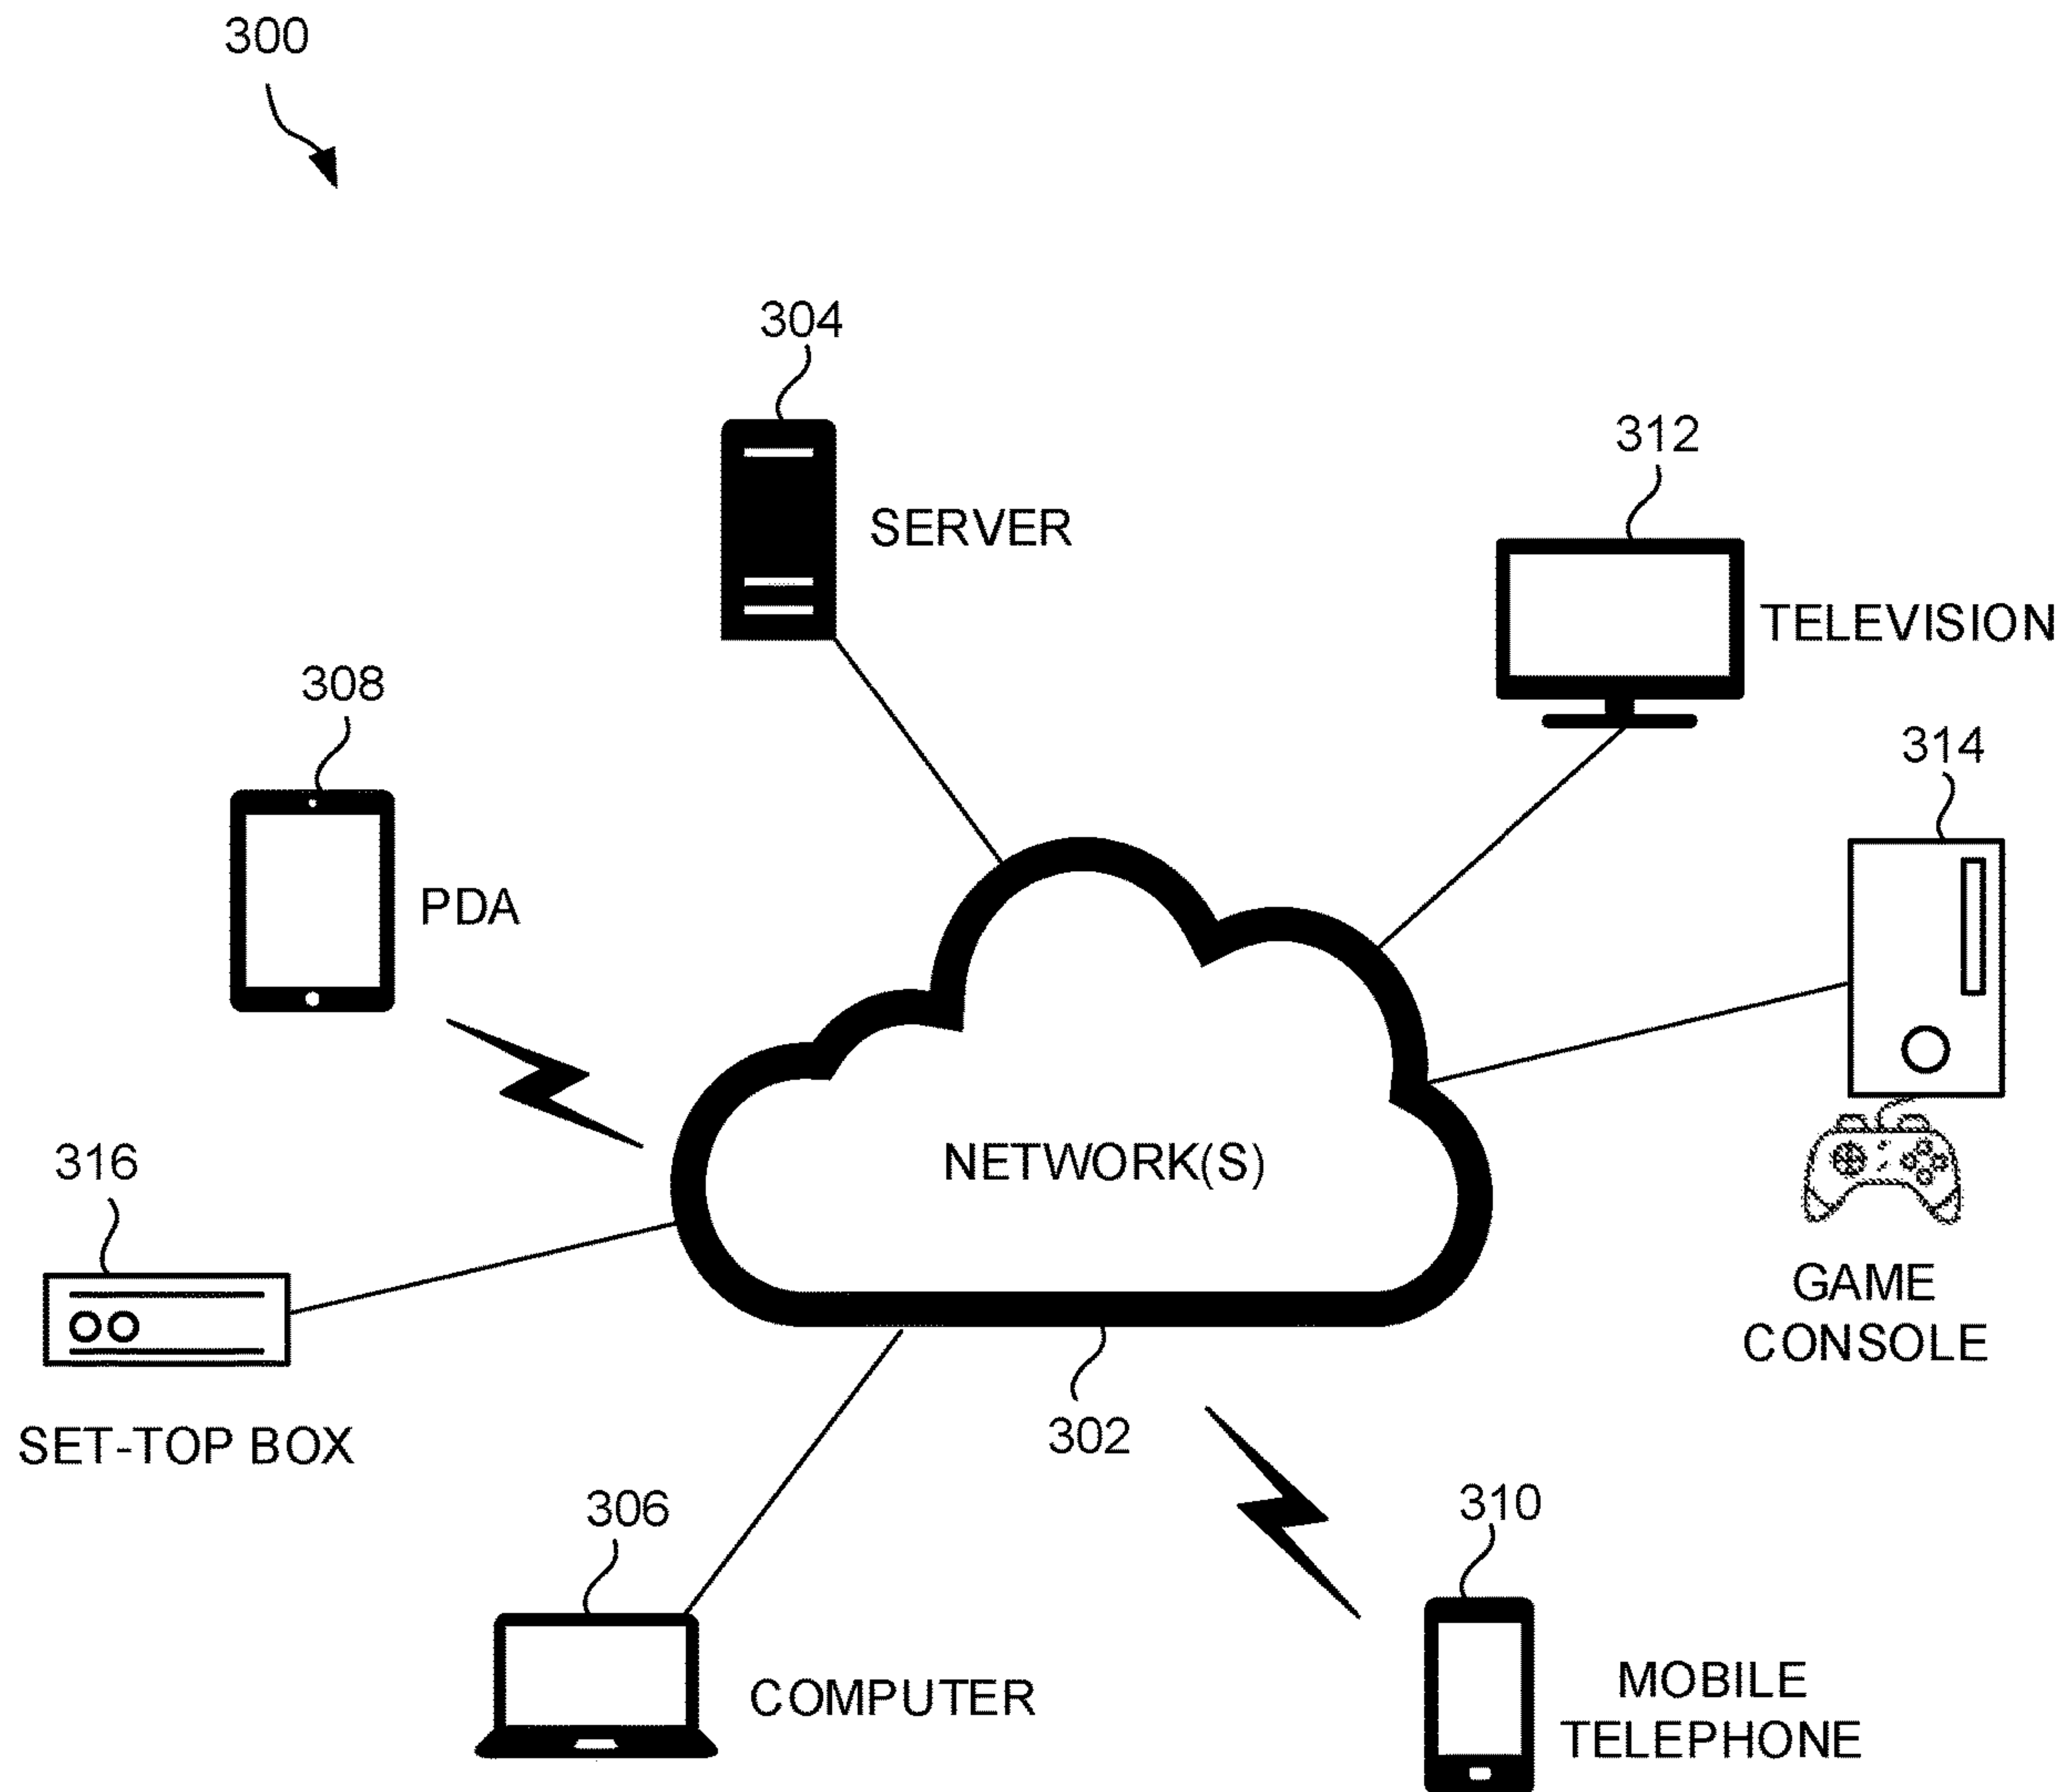 300
304
SERVER
312
TELEVISION
308
PDA
314
GAME
CONSOLE
NETWORK(S)
316
SET-TOP BOX
302
306
COMPUTER
310
MOBILE
TELEPHONE